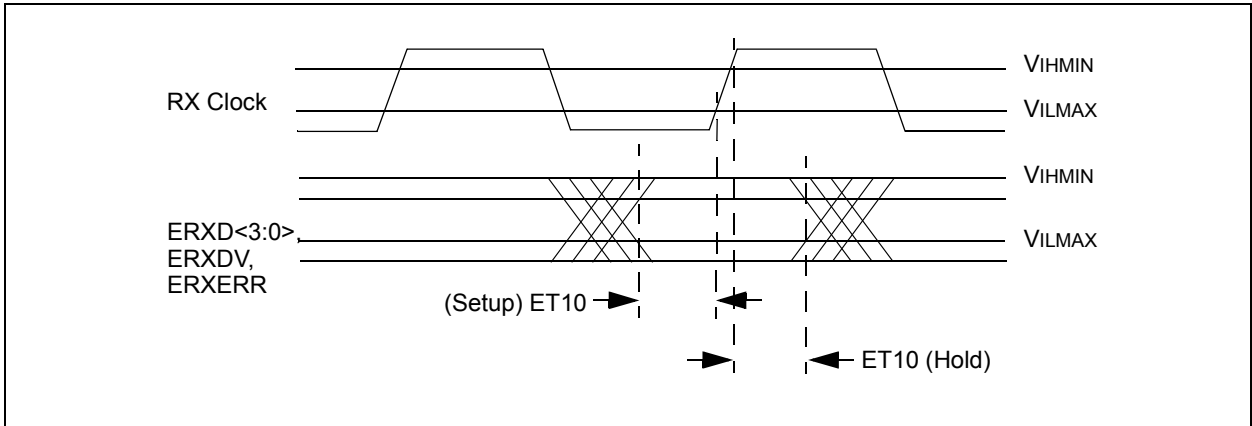 VIHMIN
RX Clock
VILMAX
VIHMIN
ERXD<3:0>,
ERXDV,
ERXERR
VILMAX
(Setup) ET10
ET10 (Hold)